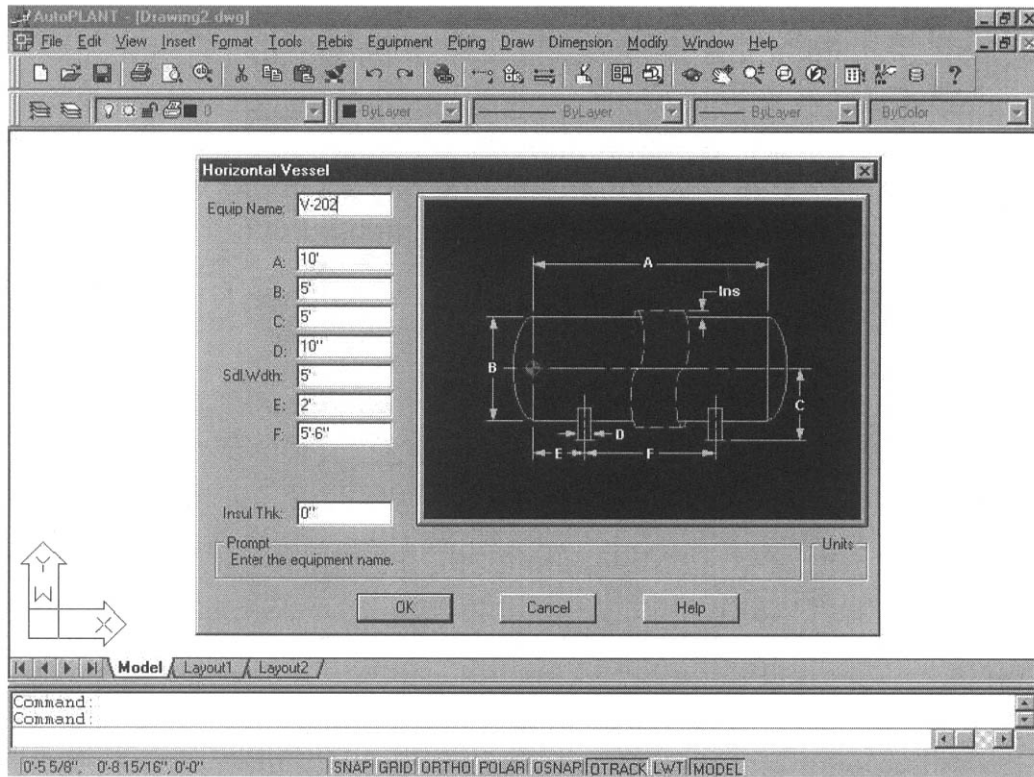 AutoPLANT - [Drawing2.dwg]
File Edit View Insert Format Tools Rebis Equipment Piping Draw Dimension Modify Window Help
0 ByLayer ByLayer ByLayer ByColor
Horizontal Vessel
Equip Name: V-202
A: 10'
B: 5'
C: 5'
D: 10"
Sdl.Wdth: 5'
E: 2'
F: 5'-6"
Insul Thk: 0"
A
Ins
B
C
D
E F
Prompt Units
Enter the equipment name.
OK Cancel Help
Y
W
X
Model Layout1 Layout2
Command:
Command:
0'-5 5/8", 0'-8 15/16", 0'-0" SNAP GRID ORTHO POLAR OSNAP OTRACK LWT MODEL